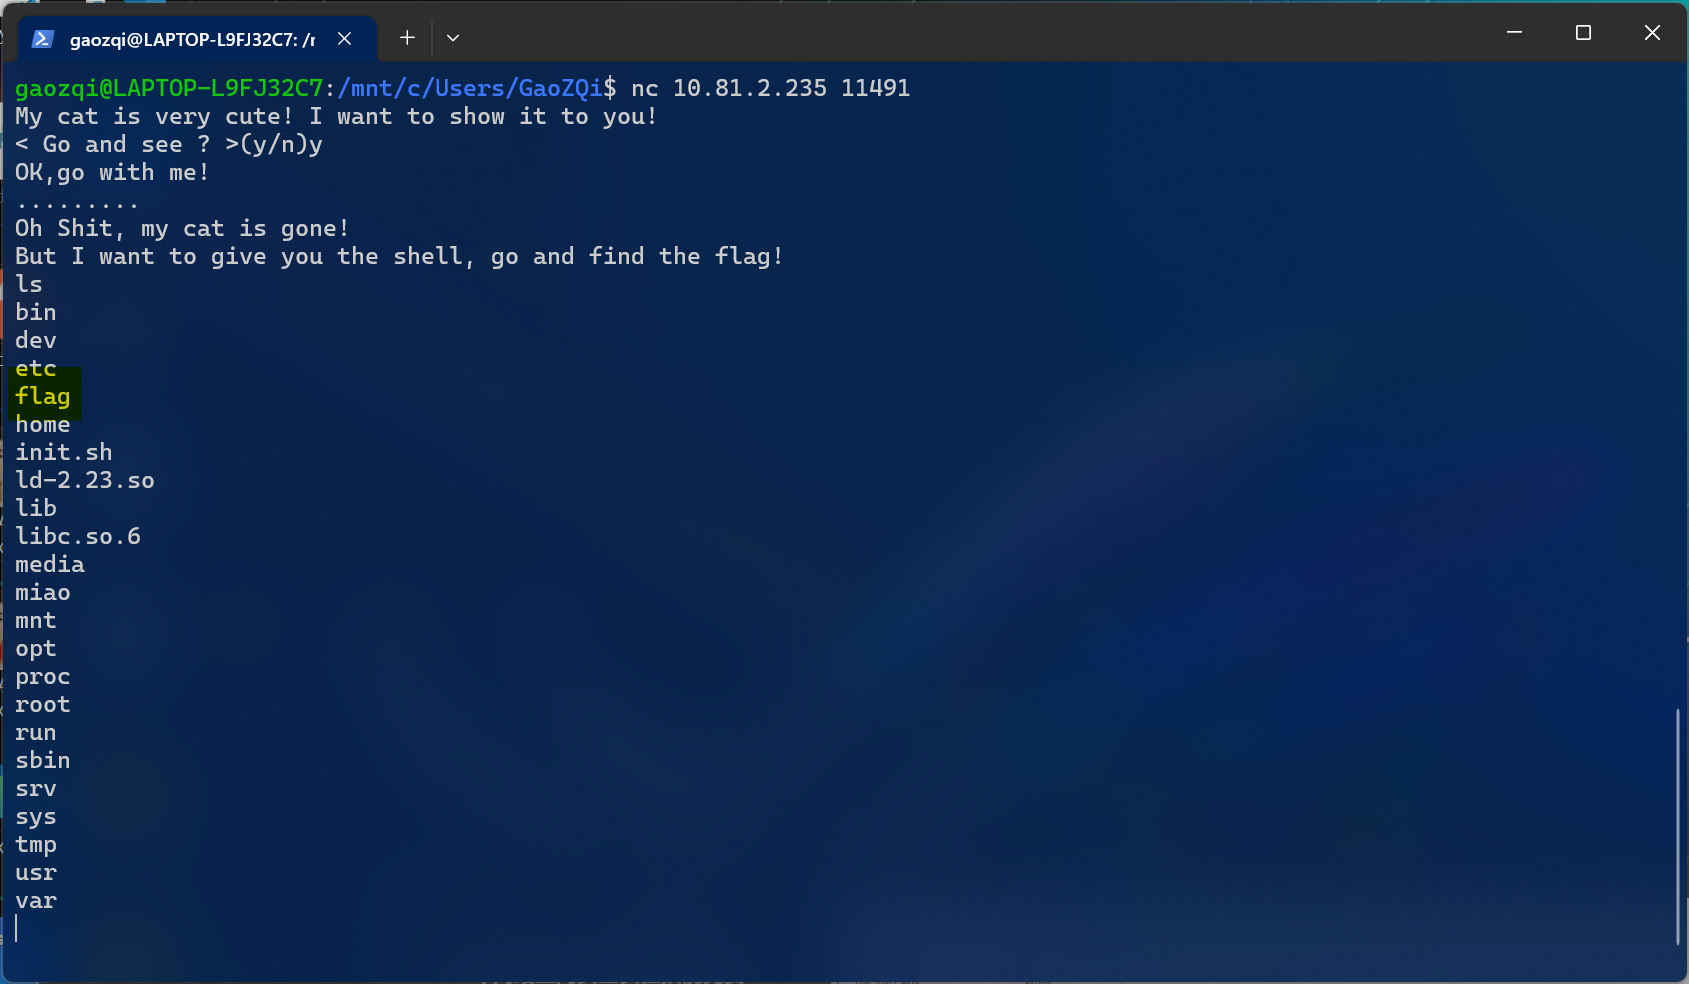 gaozqi@LAPTOP-L9FJ32C7: /r
gaozqi@LAPTOP-L9FJ32C7:/mnt/c/Users/GaoZQi$ nc 10.81.2.235 11491
My cat is very cute! I want to show it to you!
< Go and see ? >(y/n)y
OK,go with me!
.........
Oh Shit, my cat is gone!
But I want to give you the shell, go and find the flag!
ls
bin
dev
etc
flag
home
init.sh
ld-2.23.so
lib
libc.so.6
media
miao
mnt
opt
proc
root
run
sbin
srv
sys
tmp
usr
var